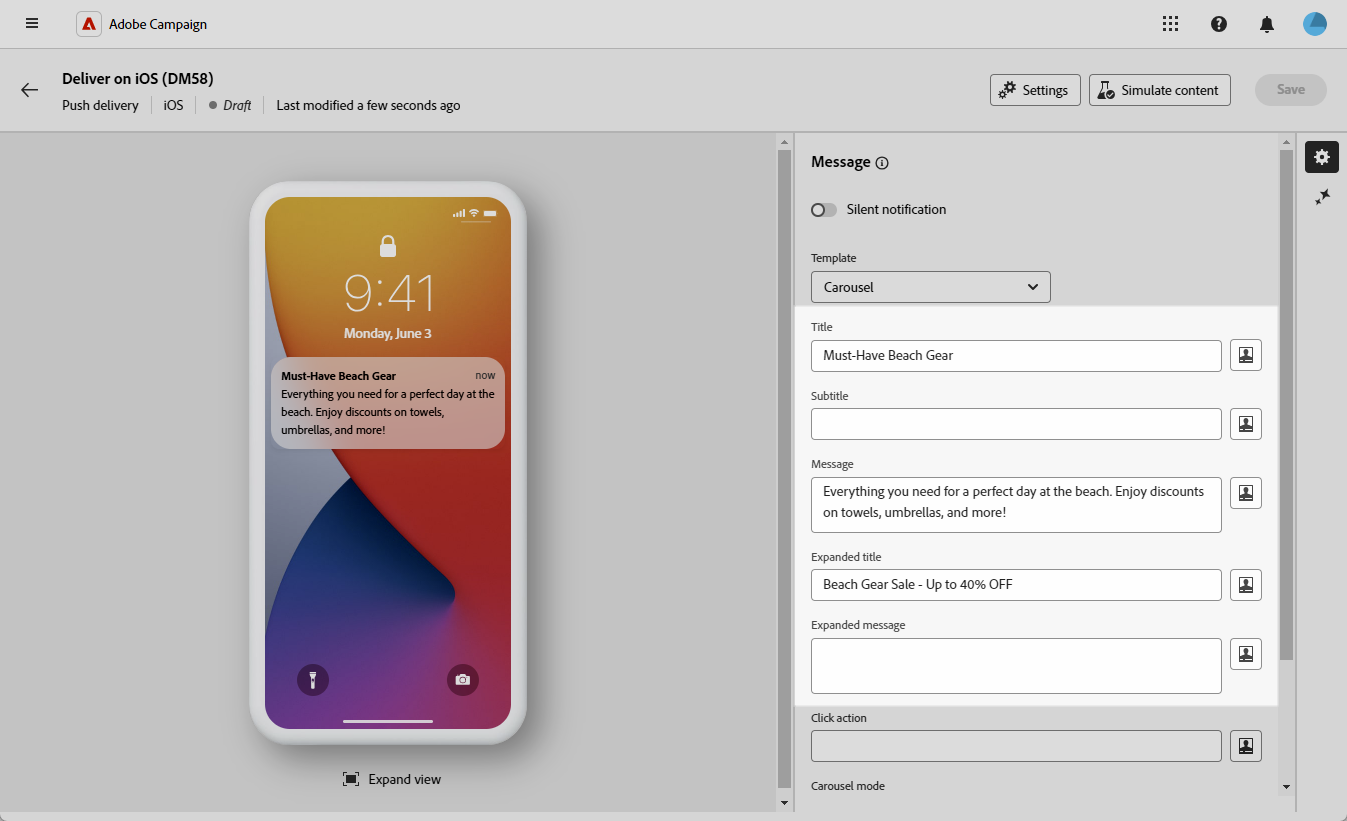 Adobe Campaign
Deliver on iOS (DM58)
Push delivery
iOS
Draft
Last modified a few seconds ago
Settings
Simulate content
Save
9:41
Monday, June 3
Must-Have Beach Gear
now
Everything you need for a perfect day at the
beach. Enjoy discounts on towels,
umbrellas, and more!
Expand view
Message
Silent notification
Template
Carousel
Title
Must-Have Beach Gear
Subtitle
Message
Everything you need for a perfect day at the beach. Enjoy discounts
on towels, umbrellas, and more!
Expanded title
Beach Gear Sale - Up to 40% OFF
Expanded message
Click action
Carousel mode